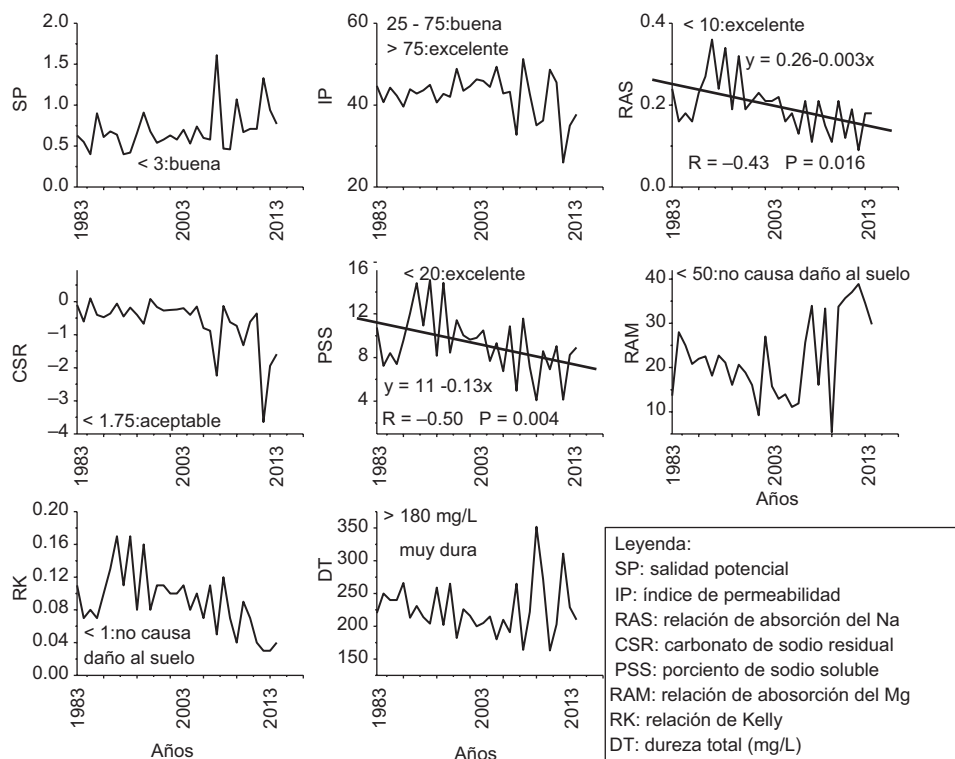 SP
2.0
1.5
1.0
0.5
0.0
< 3:buena
1983
2003
2013
IP
60
40
20
25 - 75:buena
> 75:excelente
1983
2003
2013
RAS
0.4
0.2
0.0
< 10:excelente
y = 0.26-0.003x
R = –0.43 P = 0.016
1983
2003
2013
CSR
0
–1
–2
–3
–4
< 1.75:aceptable
1983
2003
2013
PSS
16
12
8
4
< 20:excelente
y = 11 -0.13x
R = –0.50 P = 0.004
1983
2003
2013
RAM
40
30
20
10
< 50:no causa daño al suelo
1983
2003
2013
Años
RK
0.20
0.16
0.12
0.08
0.04
0.00
< 1:no causa
daño al suelo
1983
2003
2013
Años
DT
350
300
250
200
150
> 180 mg/L
muy dura
1983
2003
2013
Años
Leyenda:
SP: salidad potencial
IP: índice de permeabilidad
RAS: relación de absorción del Na
CSR: carbonato de sodio residual
PSS: porciento de sodio soluble
RAM: relación de abosorción del Mg
RK: relación de Kelly
DT: dureza total (mg/L)